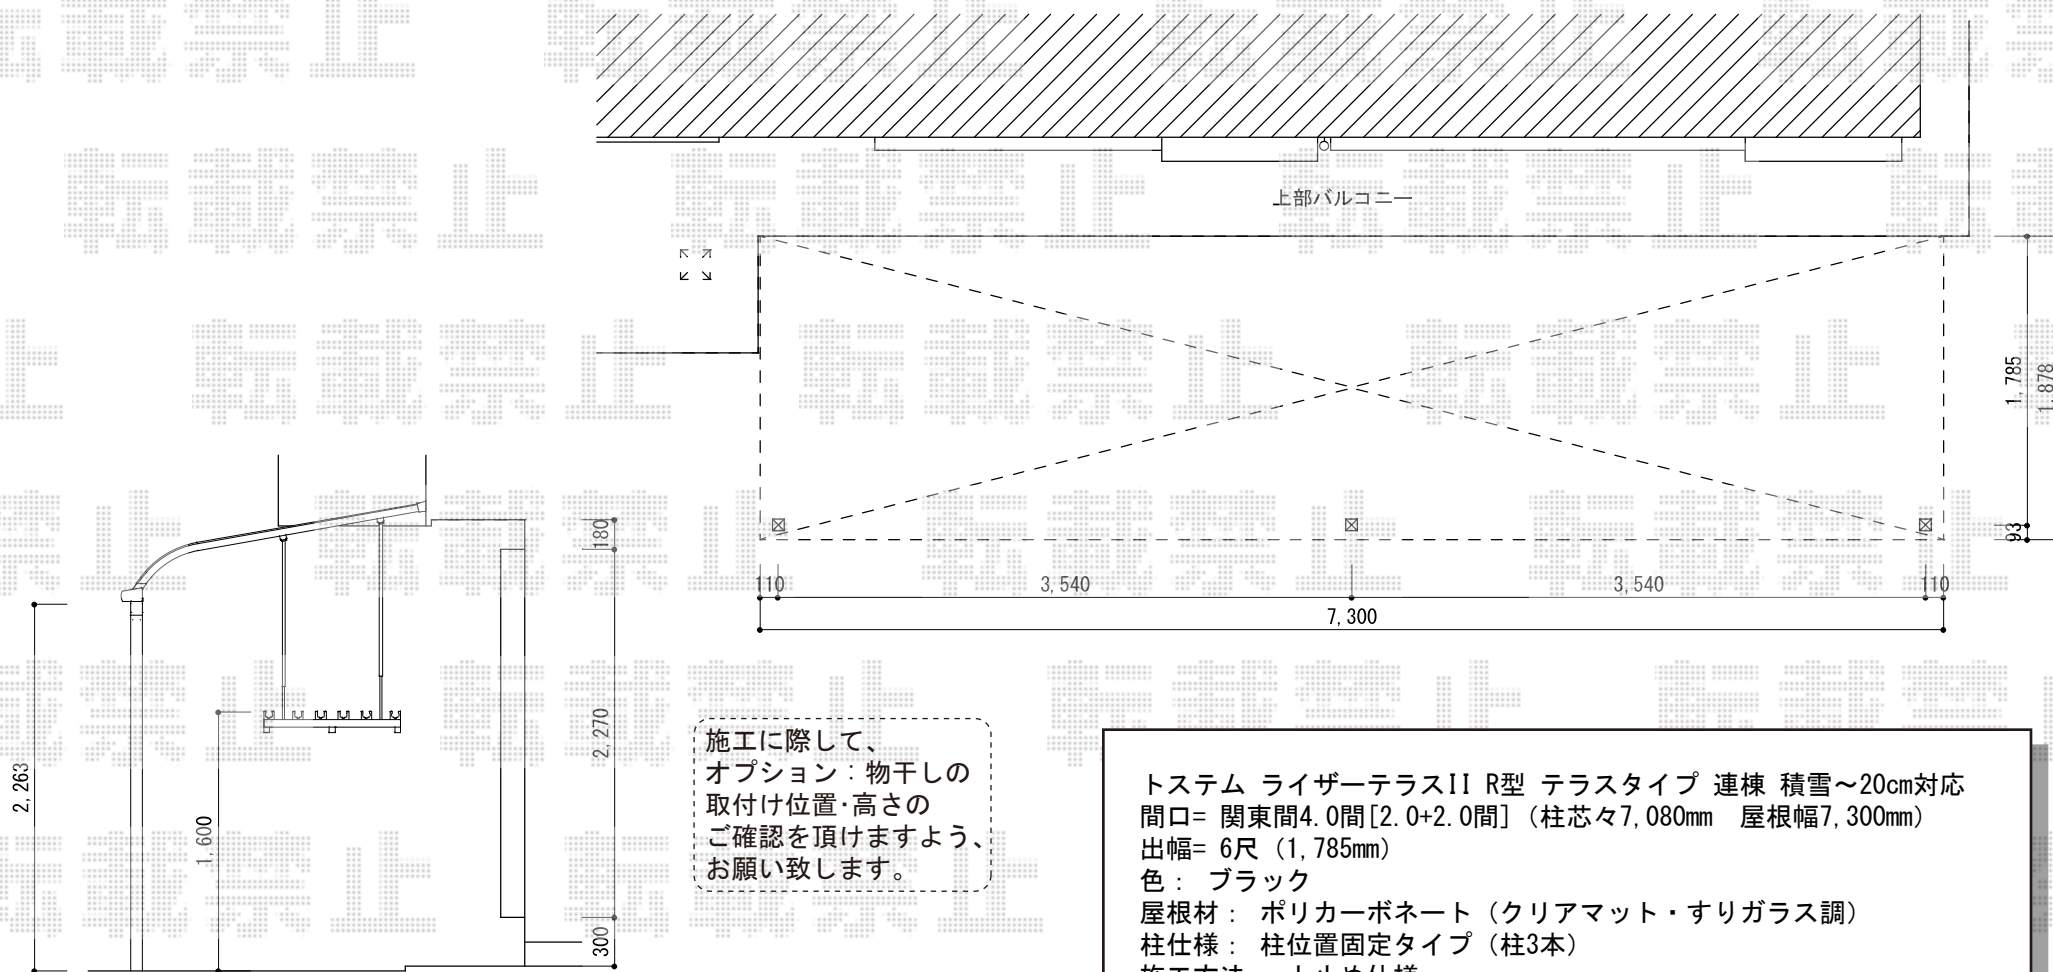 転載禁止
上部バルコニー
1,785
1,878
93
110
3,540
3,540
110
7,300
180
2,270
300
2,263
1,600
施工に際して、
オプション：物干しの
取付け位置･高さの
ご確認を頂けますよう、
お願い致します。
トステム ライザーテラスII R型 テラスタイプ 連棟 積雪～20cm対応
間口= 関東間4.0間[2.0+2.0間]（柱芯々7,080mm 屋根幅7,300mm）
出幅= 6尺（1,785mm）
色： ブラック
屋根材： ポリカーボネート（クリアマット・すりガラス調）
柱仕様： 柱位置固定タイプ（柱3本）